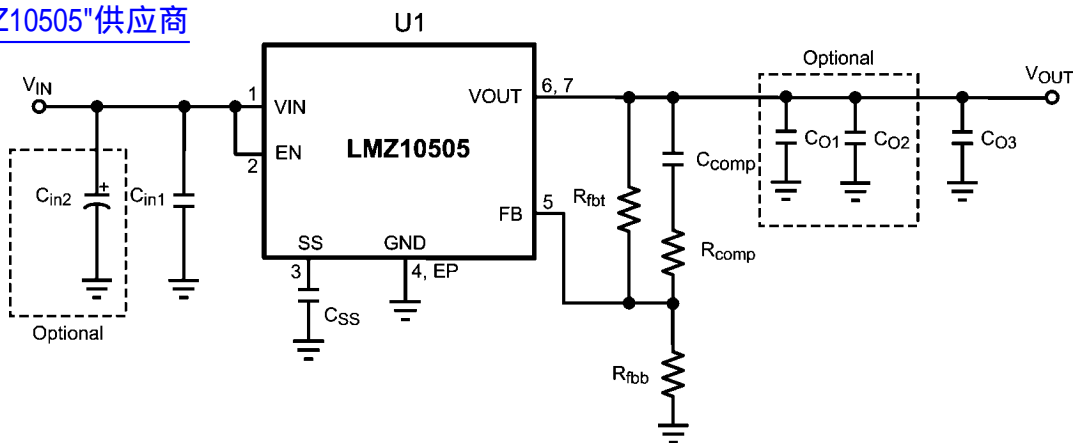 Z10505"供应商
U1
Optional
VIN
VOUT
1
VIN
VOUT
6, 7
EN
2
LMZ10505
Cin2
+
Cin1
CO1
CO2
CO3
Ccomp
Rfbt
FB
5
Rcomp
SS
GND
3
4, EP
CSS
Optional
Rfbb